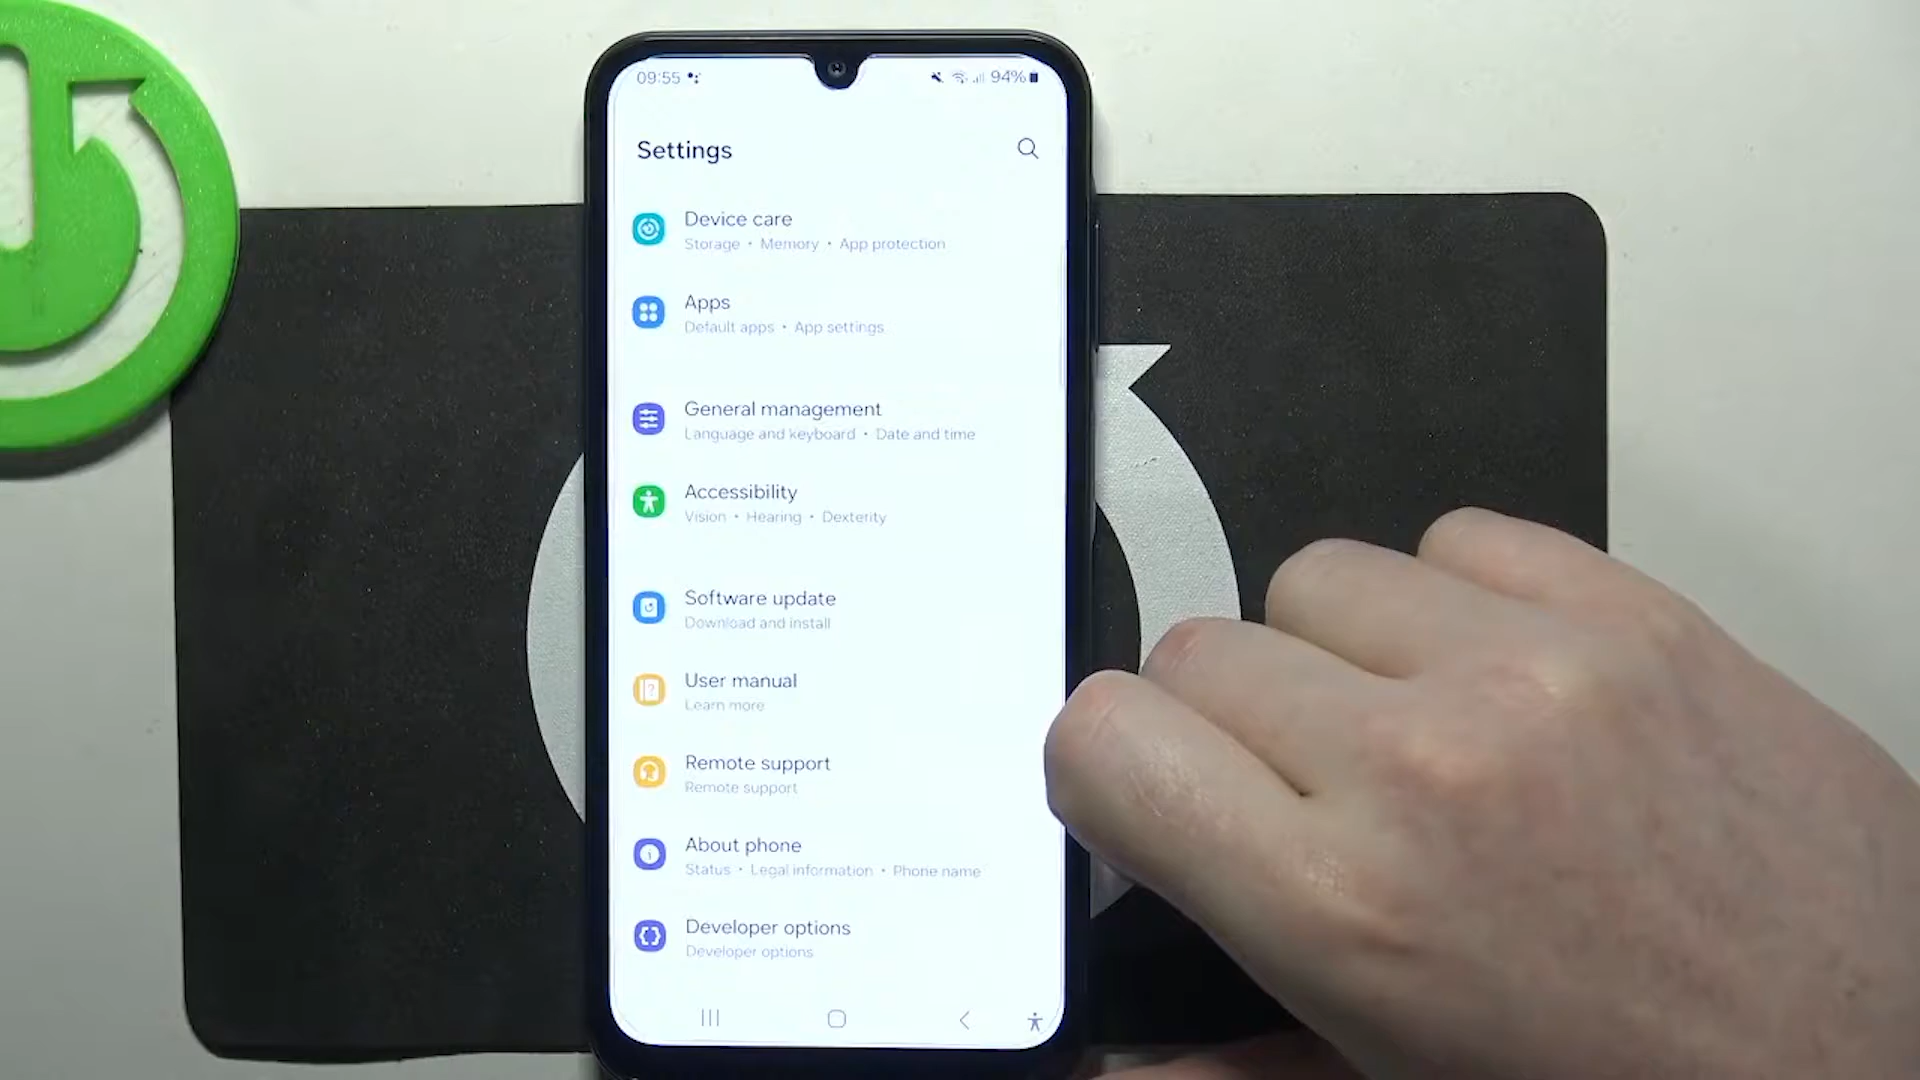 09:55
94%
Settings
Device care
Storage • Memory • App protection
Apps
Default apps • App settings
General management
Language and keyboard • Date and time
Accessibility
Vision • Hearing • Dexterity
Software update
Download and install
User manual
Learn more
Remote support
Remote support
About phone
Status • Legal information • Phone name
Developer options
Developer options